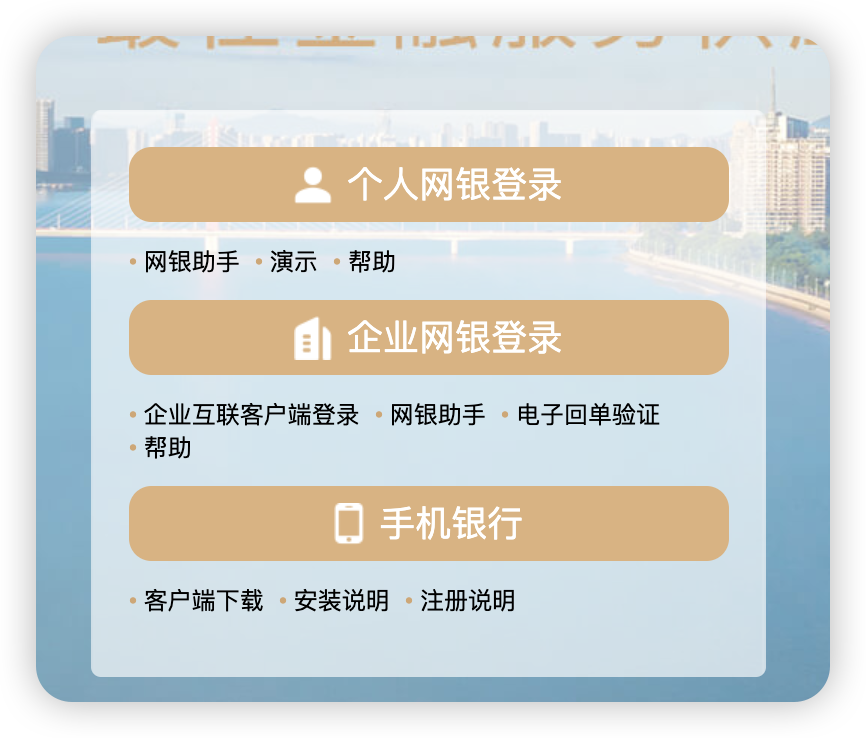 个人网银登录
• 网银助手 • 演示 • 帮助
企业网银登录
• 企业互联客户端登录 • 网银助手 • 电子回单验证
• 帮助
手机银行
• 客户端下载 • 安装说明 • 注册说明